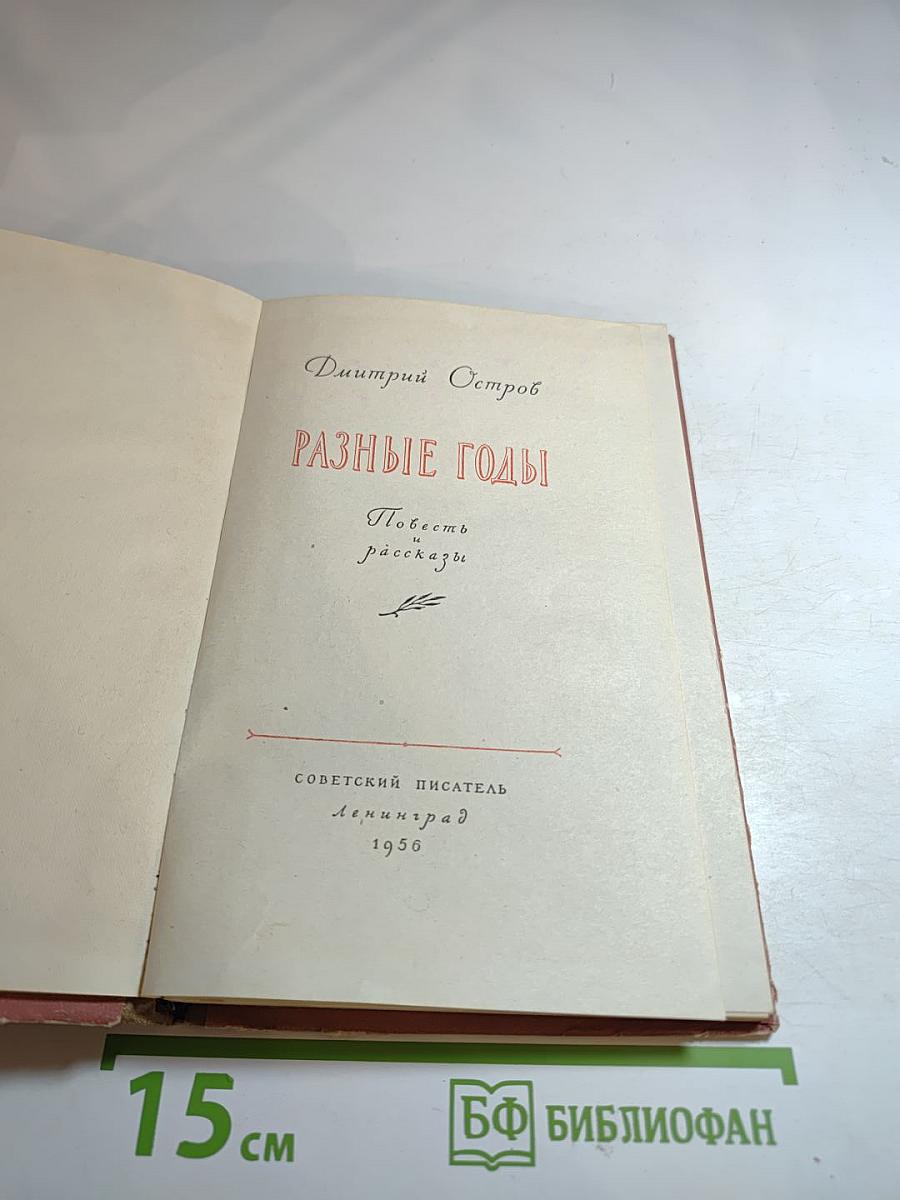 Дмитрий Остров
РАЗНЫЕ ГОДЫ
Повесть
и
рассказы
СОВЕТСКИЙ ПИСАТЕЛЬ
Ленинград
1956
15 см
БФ БИБЛИОФАН